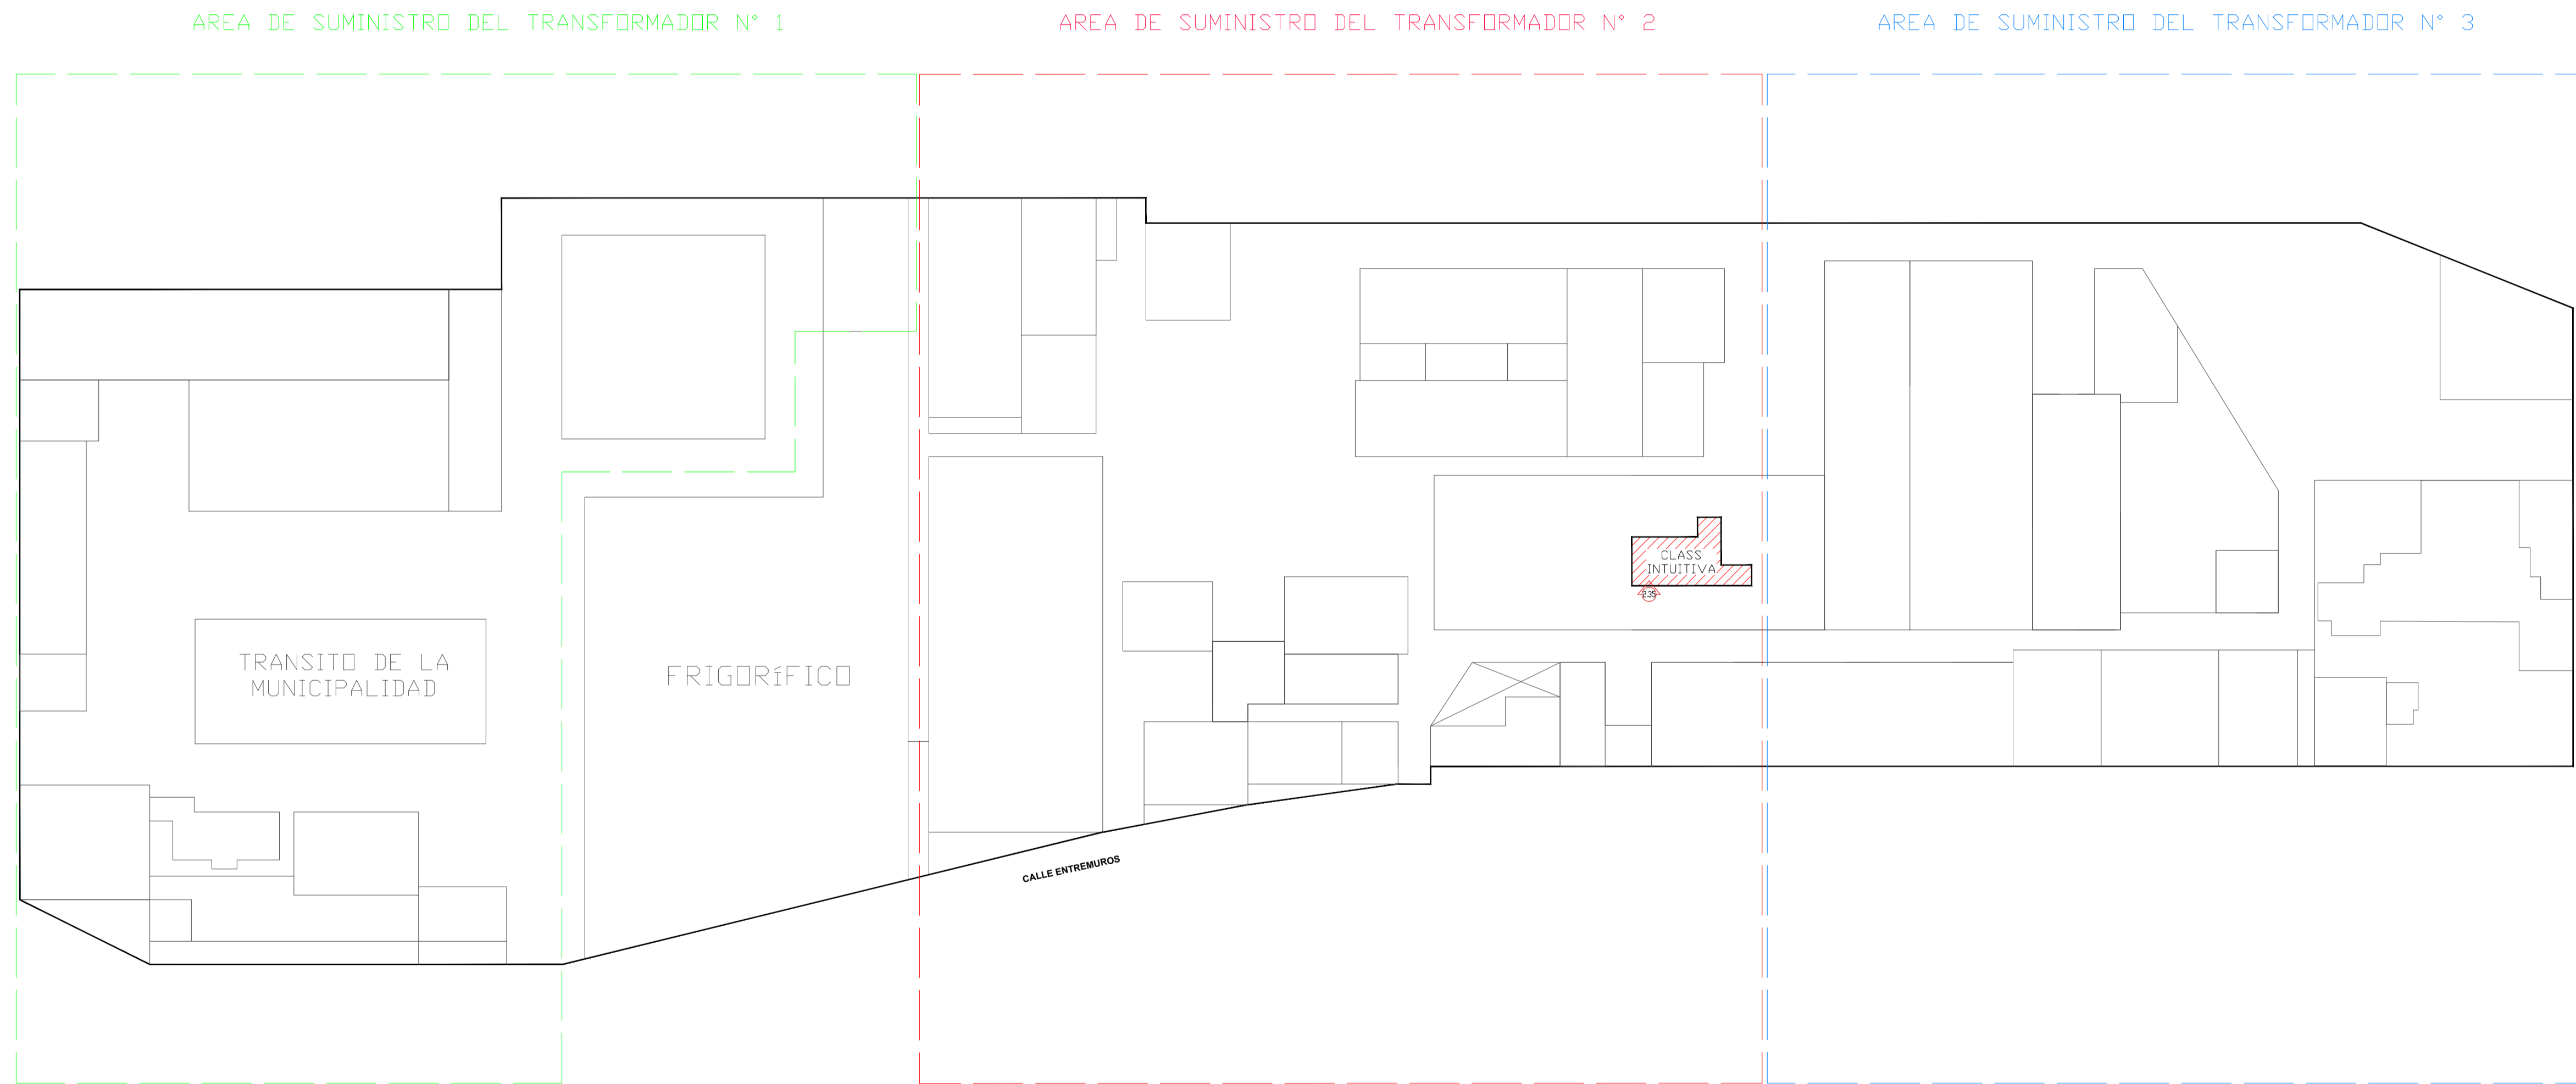 AREA DE SUMINISTRO DEL TRANSFORMADOR N° 1
AREA DE SUMINISTRO DEL TRANSFORMADOR N° 2
AREA DE SUMINISTRO DEL TRANSFORMADOR N° 3
CLASS
INTUITIVA
235
TRANSITO DE LA
MUNICIPALIDAD
FRIGORíFICO
CALLE ENTREMUROS